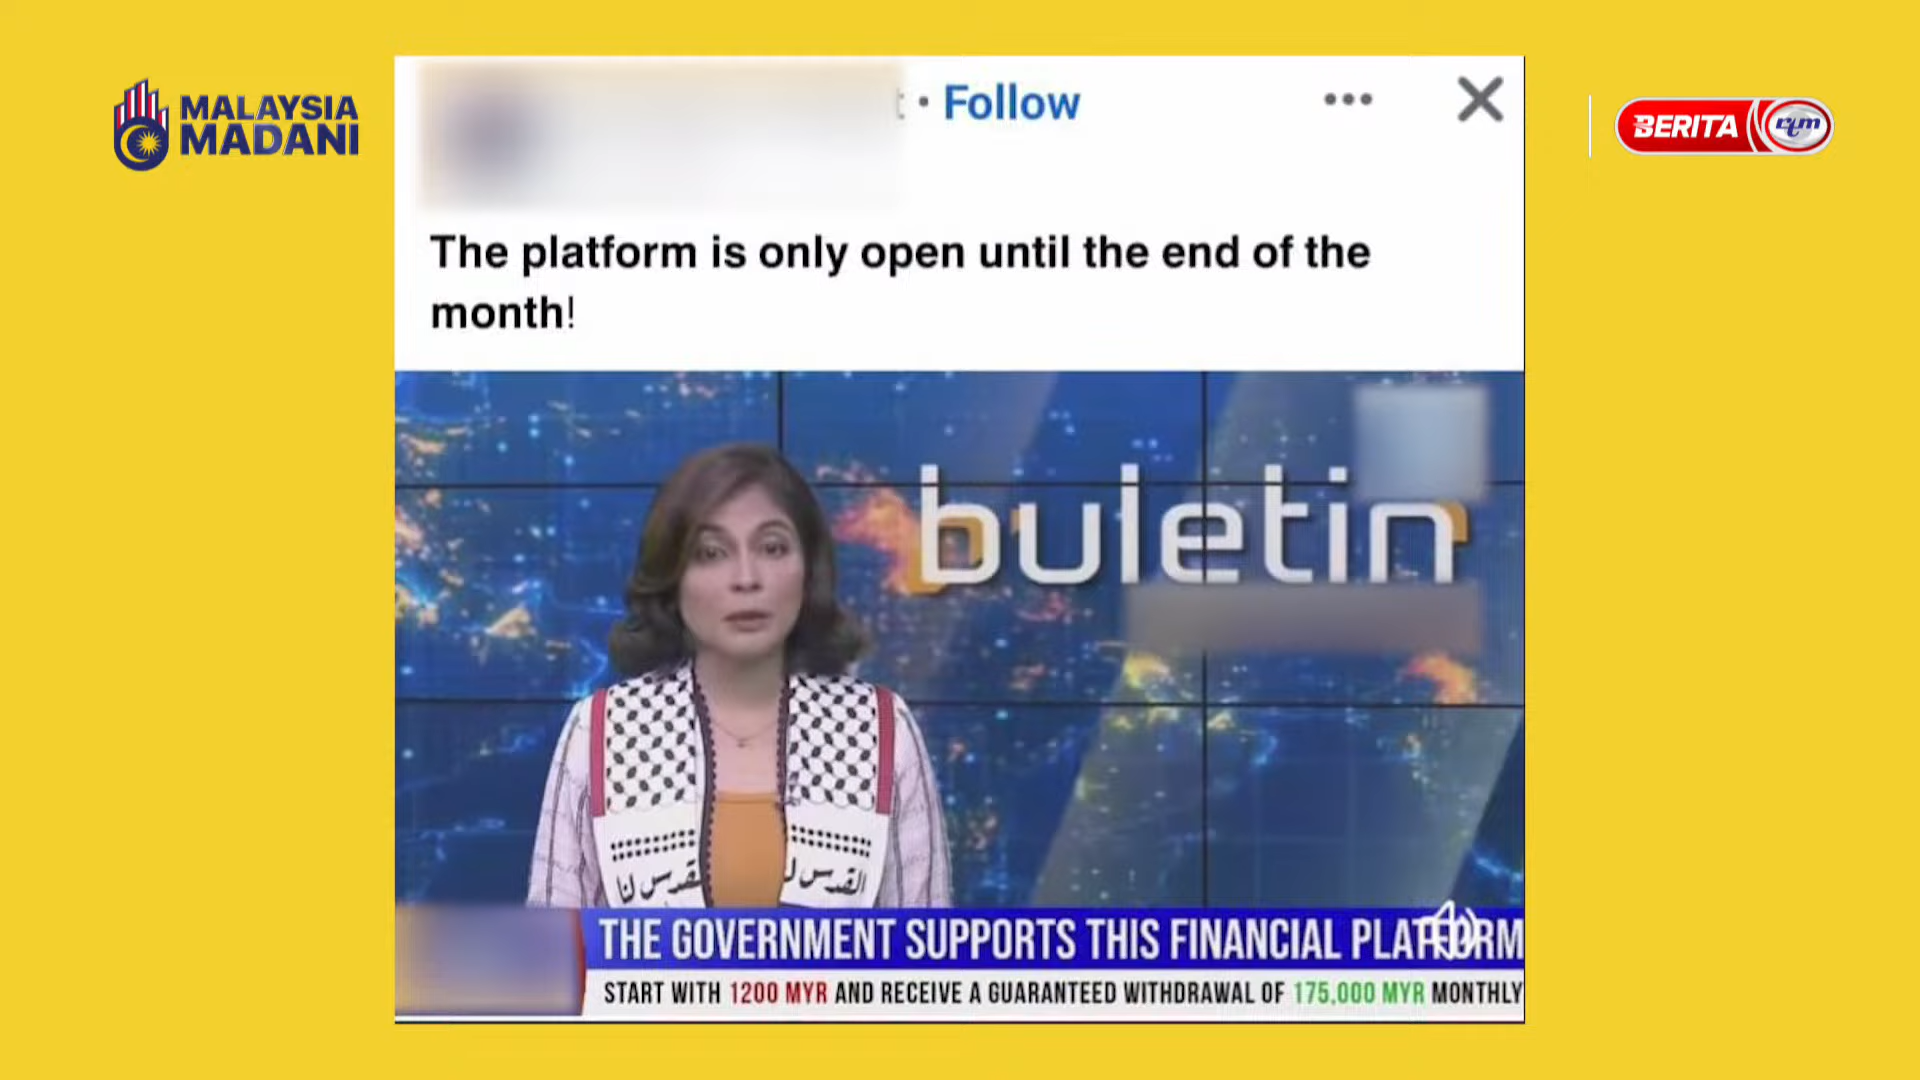 MALAYSIA
MADANI
• Follow
BERITA rtm
The platform is only open until the end of the
month!
buletin
القدس لنا
القدس ل
THE GOVERNMENT SUPPORTS THIS FINANCIAL PLATFORM
START WITH 1200 MYR AND RECEIVE A GUARANTEED WITHDRAWAL OF 175,000 MYR MONTHLY